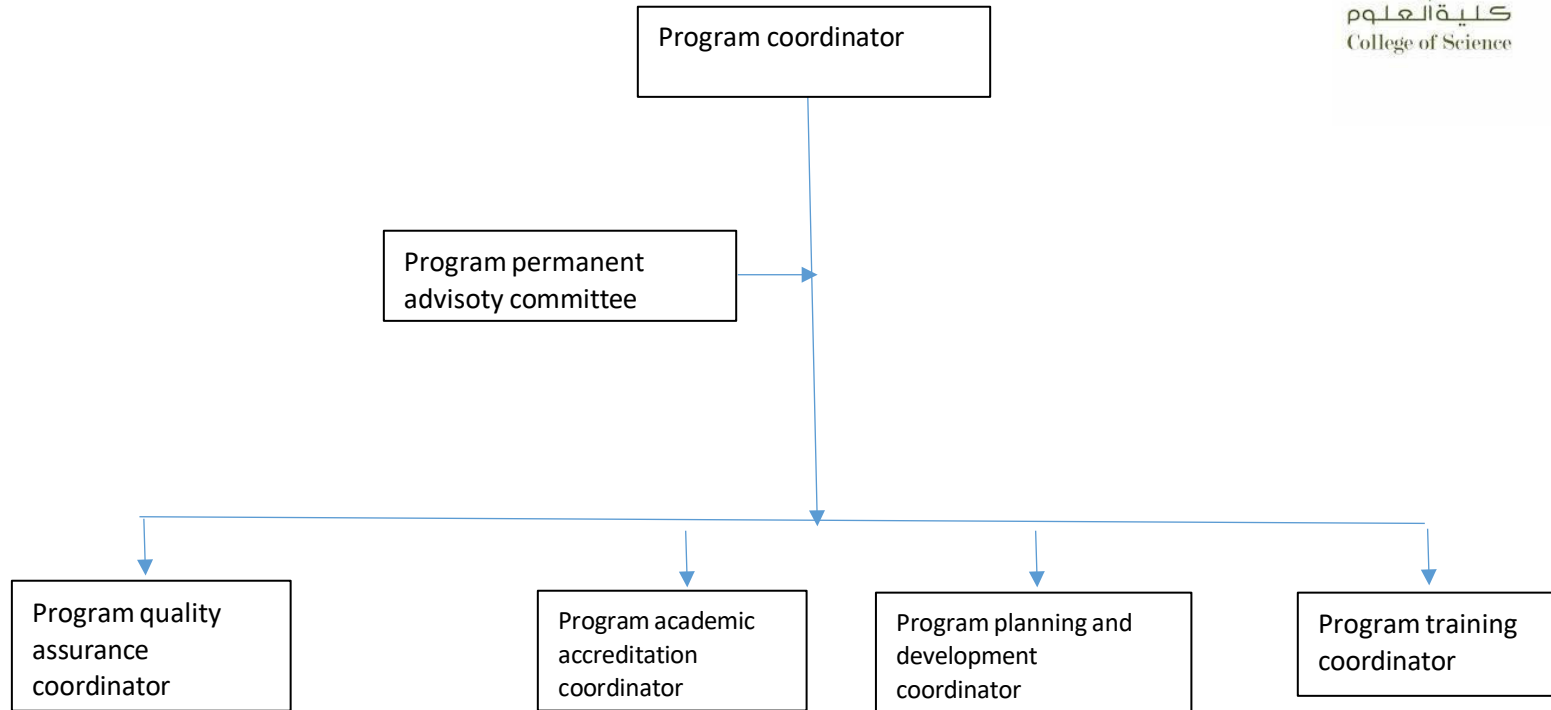 كلية العلوم
College of Science
Program coordinator
Program permanent
advisoty committee
Program quality
assurance
coordinator
Program academic
accreditation
coordinator
Program planning and
development
coordinator
Program training
coordinator